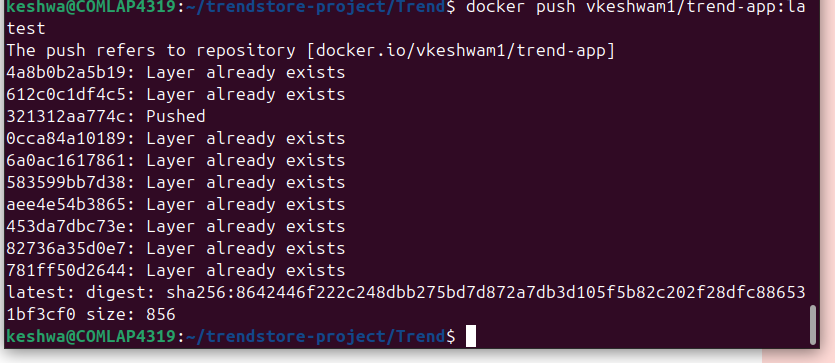 keshwa@COMLAP4319:~/trendstore-project/Trend$ docker push vkeshwam1/trend-app:la
test
The push refers to repository [docker.io/vkeshwam1/trend-app]
4a8b0b2a5b19: Layer already exists
612c0c1df4c5: Layer already exists
321312aa774c: Pushed
0cca84a10189: Layer already exists
6a0ac1617861: Layer already exists
583599bb7d38: Layer already exists
aee4e54b3865: Layer already exists
453da7dbc73e: Layer already exists
82736a35d0e7: Layer already exists
781ff50d2644: Layer already exists
latest: digest: sha256:8642446f222c248dbb275bd7d872a7db3d105f5b82c202f28dfc88653
1bf3cf0 size: 856
keshwa@COMLAP4319:~/trendstore-project/Trend$